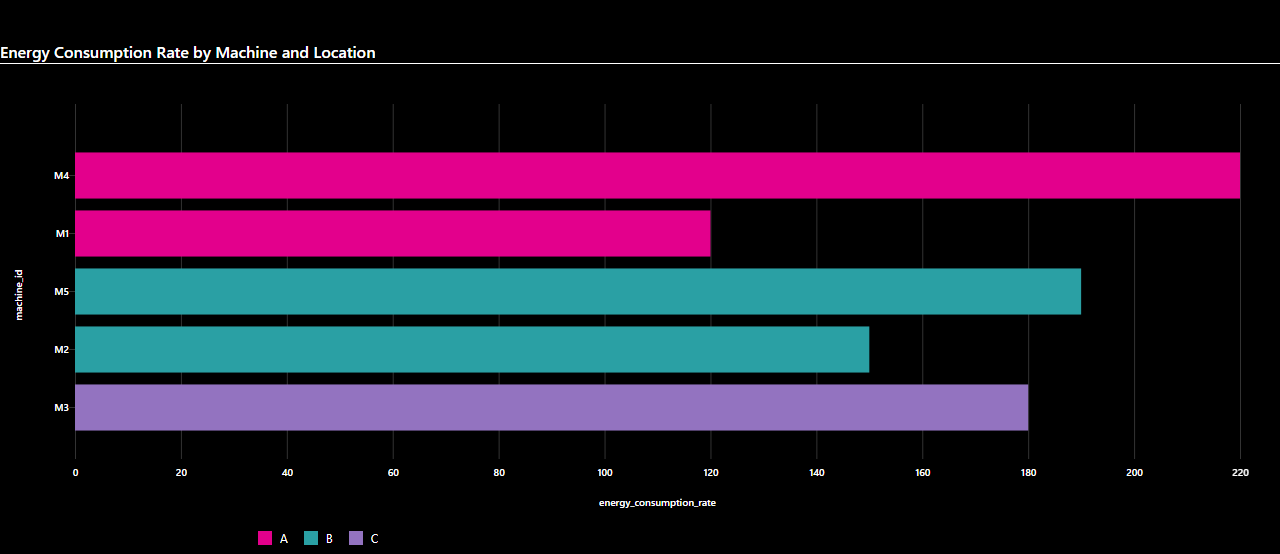 Energy Consumption Rate by Machine and Location
M4
M1
M5
M2
M3
machine_id
0 20 40 60 80 100 120 140 160 180 200 220
energy_consumption_rate
A B C